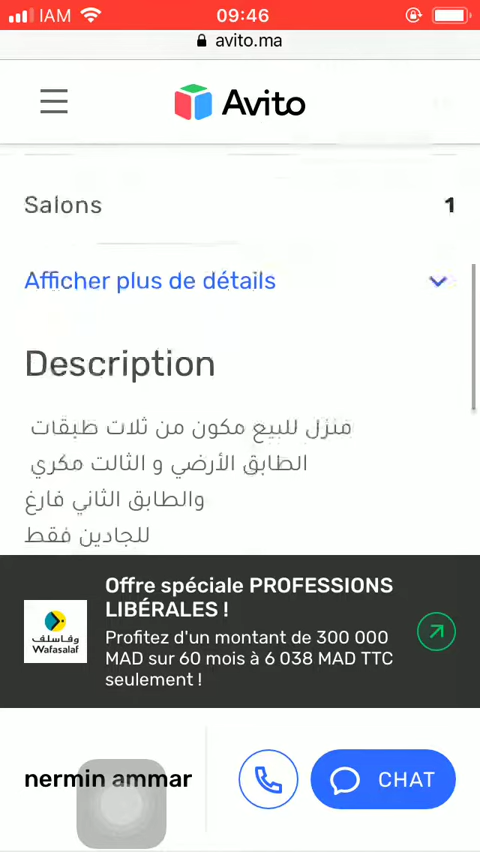 IAM
09:46
avito.ma
Avito
Salons
1
Afficher plus de détails
Description
منزل للبيع مكون من ثلات طبقات
الطابق الأرضي و الثالت مكري
والطابق الثاني فارغ
للجادين فقط
Offre spéciale PROFESSIONS
LIBÉRALES !
وفاسلف
Wafasalaf
Profitez d'un montant de 300 000
MAD sur 60 mois à 6 038 MAD TTC
seulement !
nermin ammar
CHAT